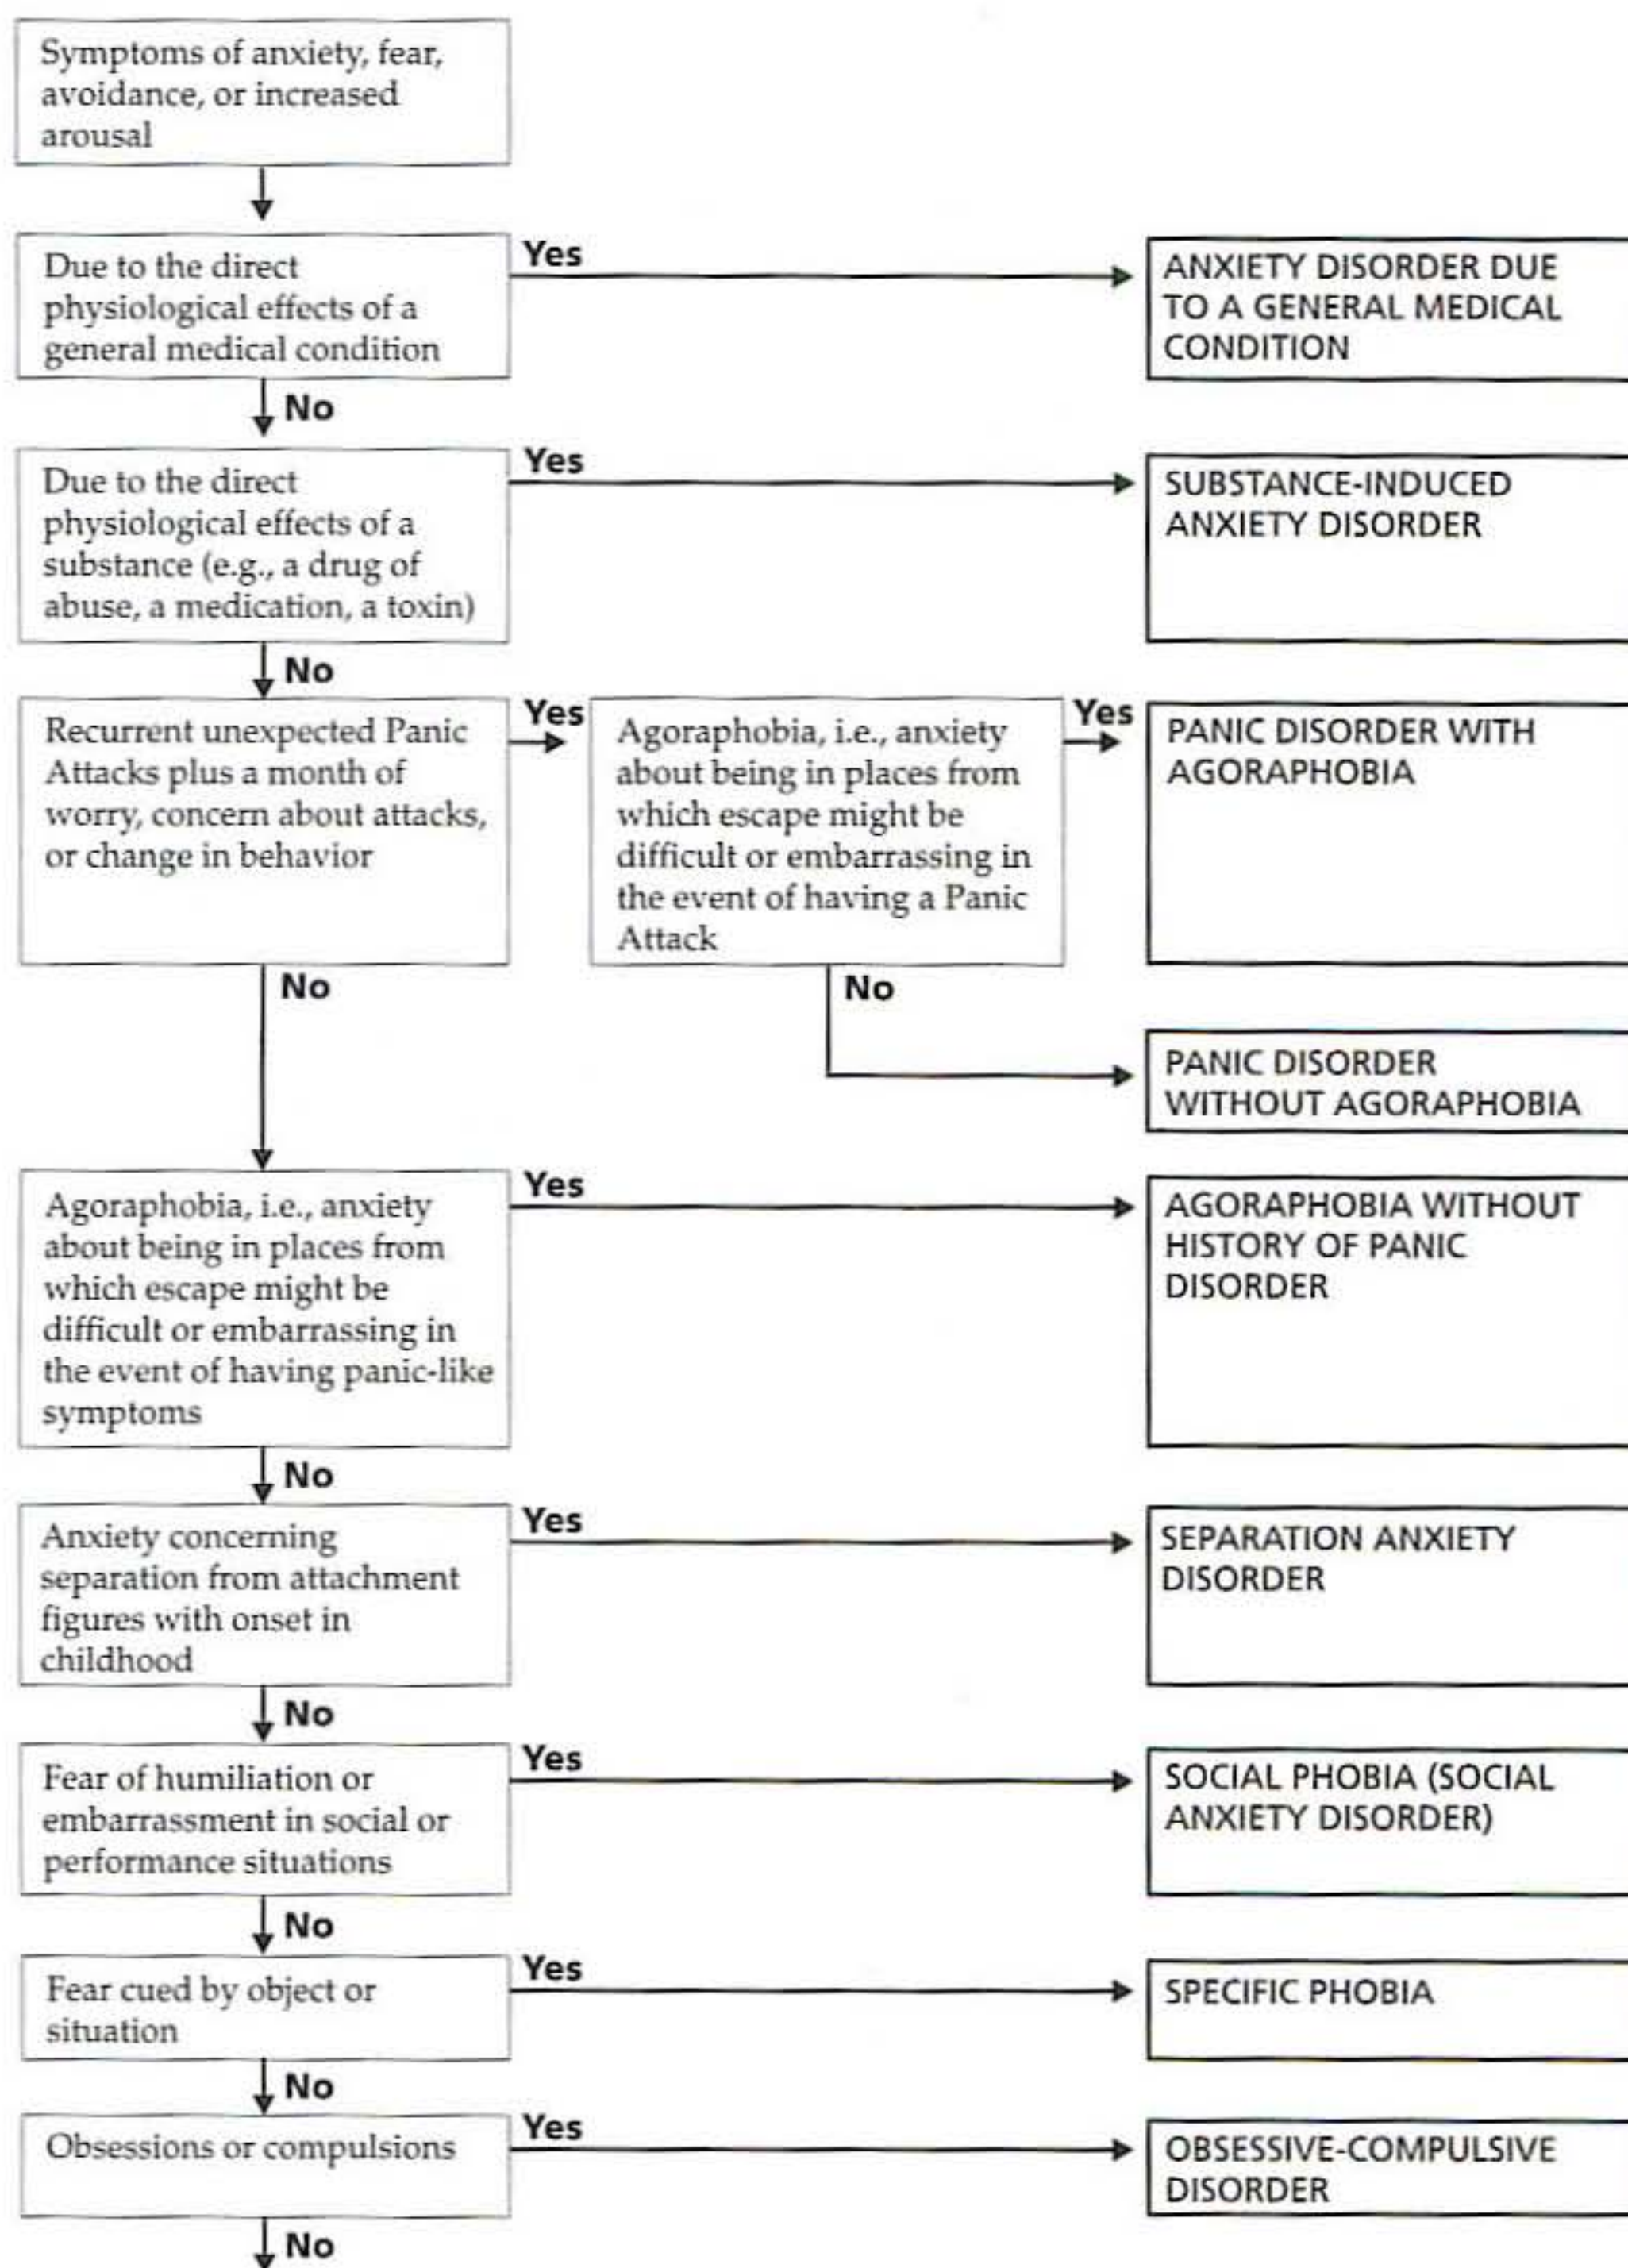 Symptoms of anxiety, fear,
avoidance, or increased
arousal
Due to the direct
physiological effects of a
general medical condition
Yes
ANXIETY DISORDER DUE
TO A GENERAL MEDICAL
CONDITION
No
Due to the direct
physiological effects of a
substance (e.g., a drug of
abuse, a medication, a toxin)
Yes
SUBSTANCE-INDUCED
ANXIETY DISORDER
No
Recurrent unexpected Panic
Attacks plus a month of
worry, concern about attacks,
or change in behavior
Yes
Agoraphobia, i.e., anxiety
about being in places from
which escape might be
difficult or embarrassing in
the event of having a Panic
Attack
Yes
PANIC DISORDER WITH
AGORAPHOBIA
No
No
PANIC DISORDER
WITHOUT AGORAPHOBIA
Agoraphobia, i.e., anxiety
about being in places from
which escape might be
difficult or embarrassing in
the event of having panic-like
symptoms
Yes
AGORAPHOBIA WITHOUT
HISTORY OF PANIC
DISORDER
No
Anxiety concerning
separation from attachment
figures with onset in
childhood
Yes
SEPARATION ANXIETY
DISORDER
No
Fear of humiliation or
embarrassment in social or
performance situations
Yes
SOCIAL PHOBIA (SOCIAL
ANXIETY DISORDER)
No
Fear cued by object or
situation
Yes
SPECIFIC PHOBIA
No
Obsessions or compulsions
Yes
OBSESSIVE-COMPULSIVE
DISORDER
No